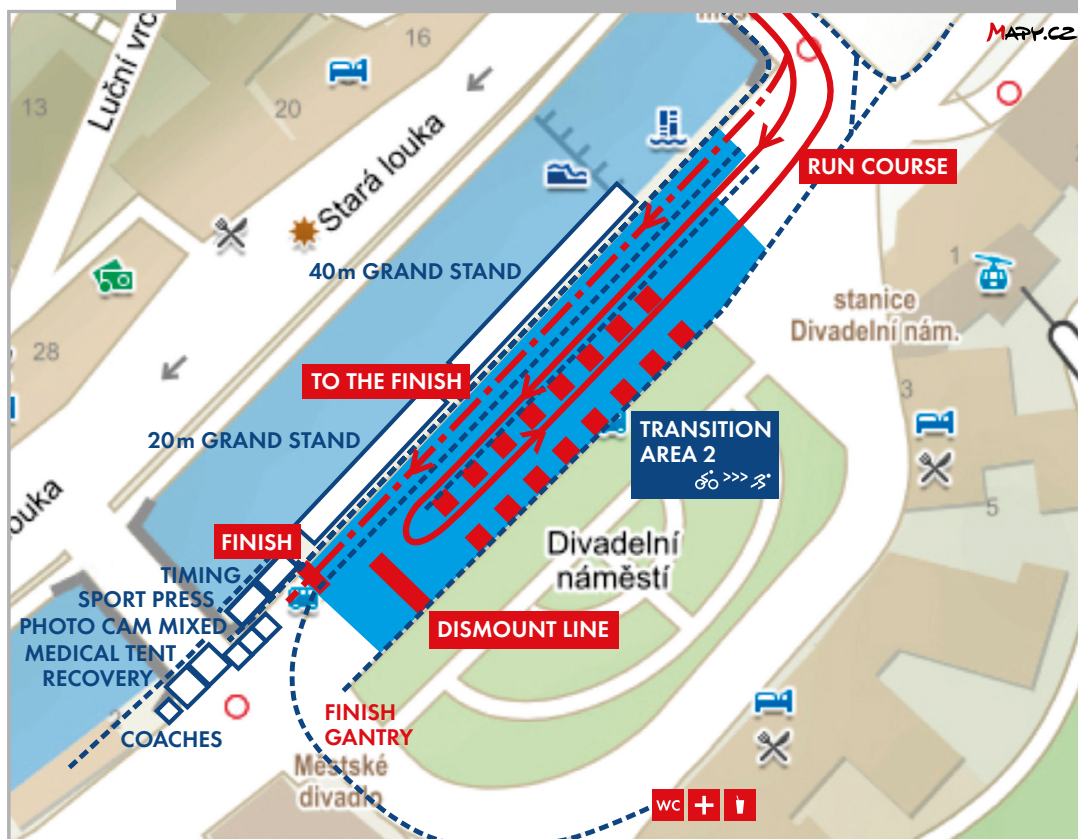 mos
MAPY.CZ
Luční vrc
16
13
20
Stará louka
RUN COURSE
40m GRAND STAND
1
stanice
Divadelní nám.
28
TO THE FINISH
3
20m GRAND STAND
TRANSITION
AREA 2
>>>
louka
5
FINISH
Divadelní
náměstí
TIMING
SPORT PRESS
PHOTO CAM MIXED
DISMOUNT LINE
MEDICAL TENT
RECOVERY
COACHES
FINISH
GANTRY
Městské
divadlo
WC